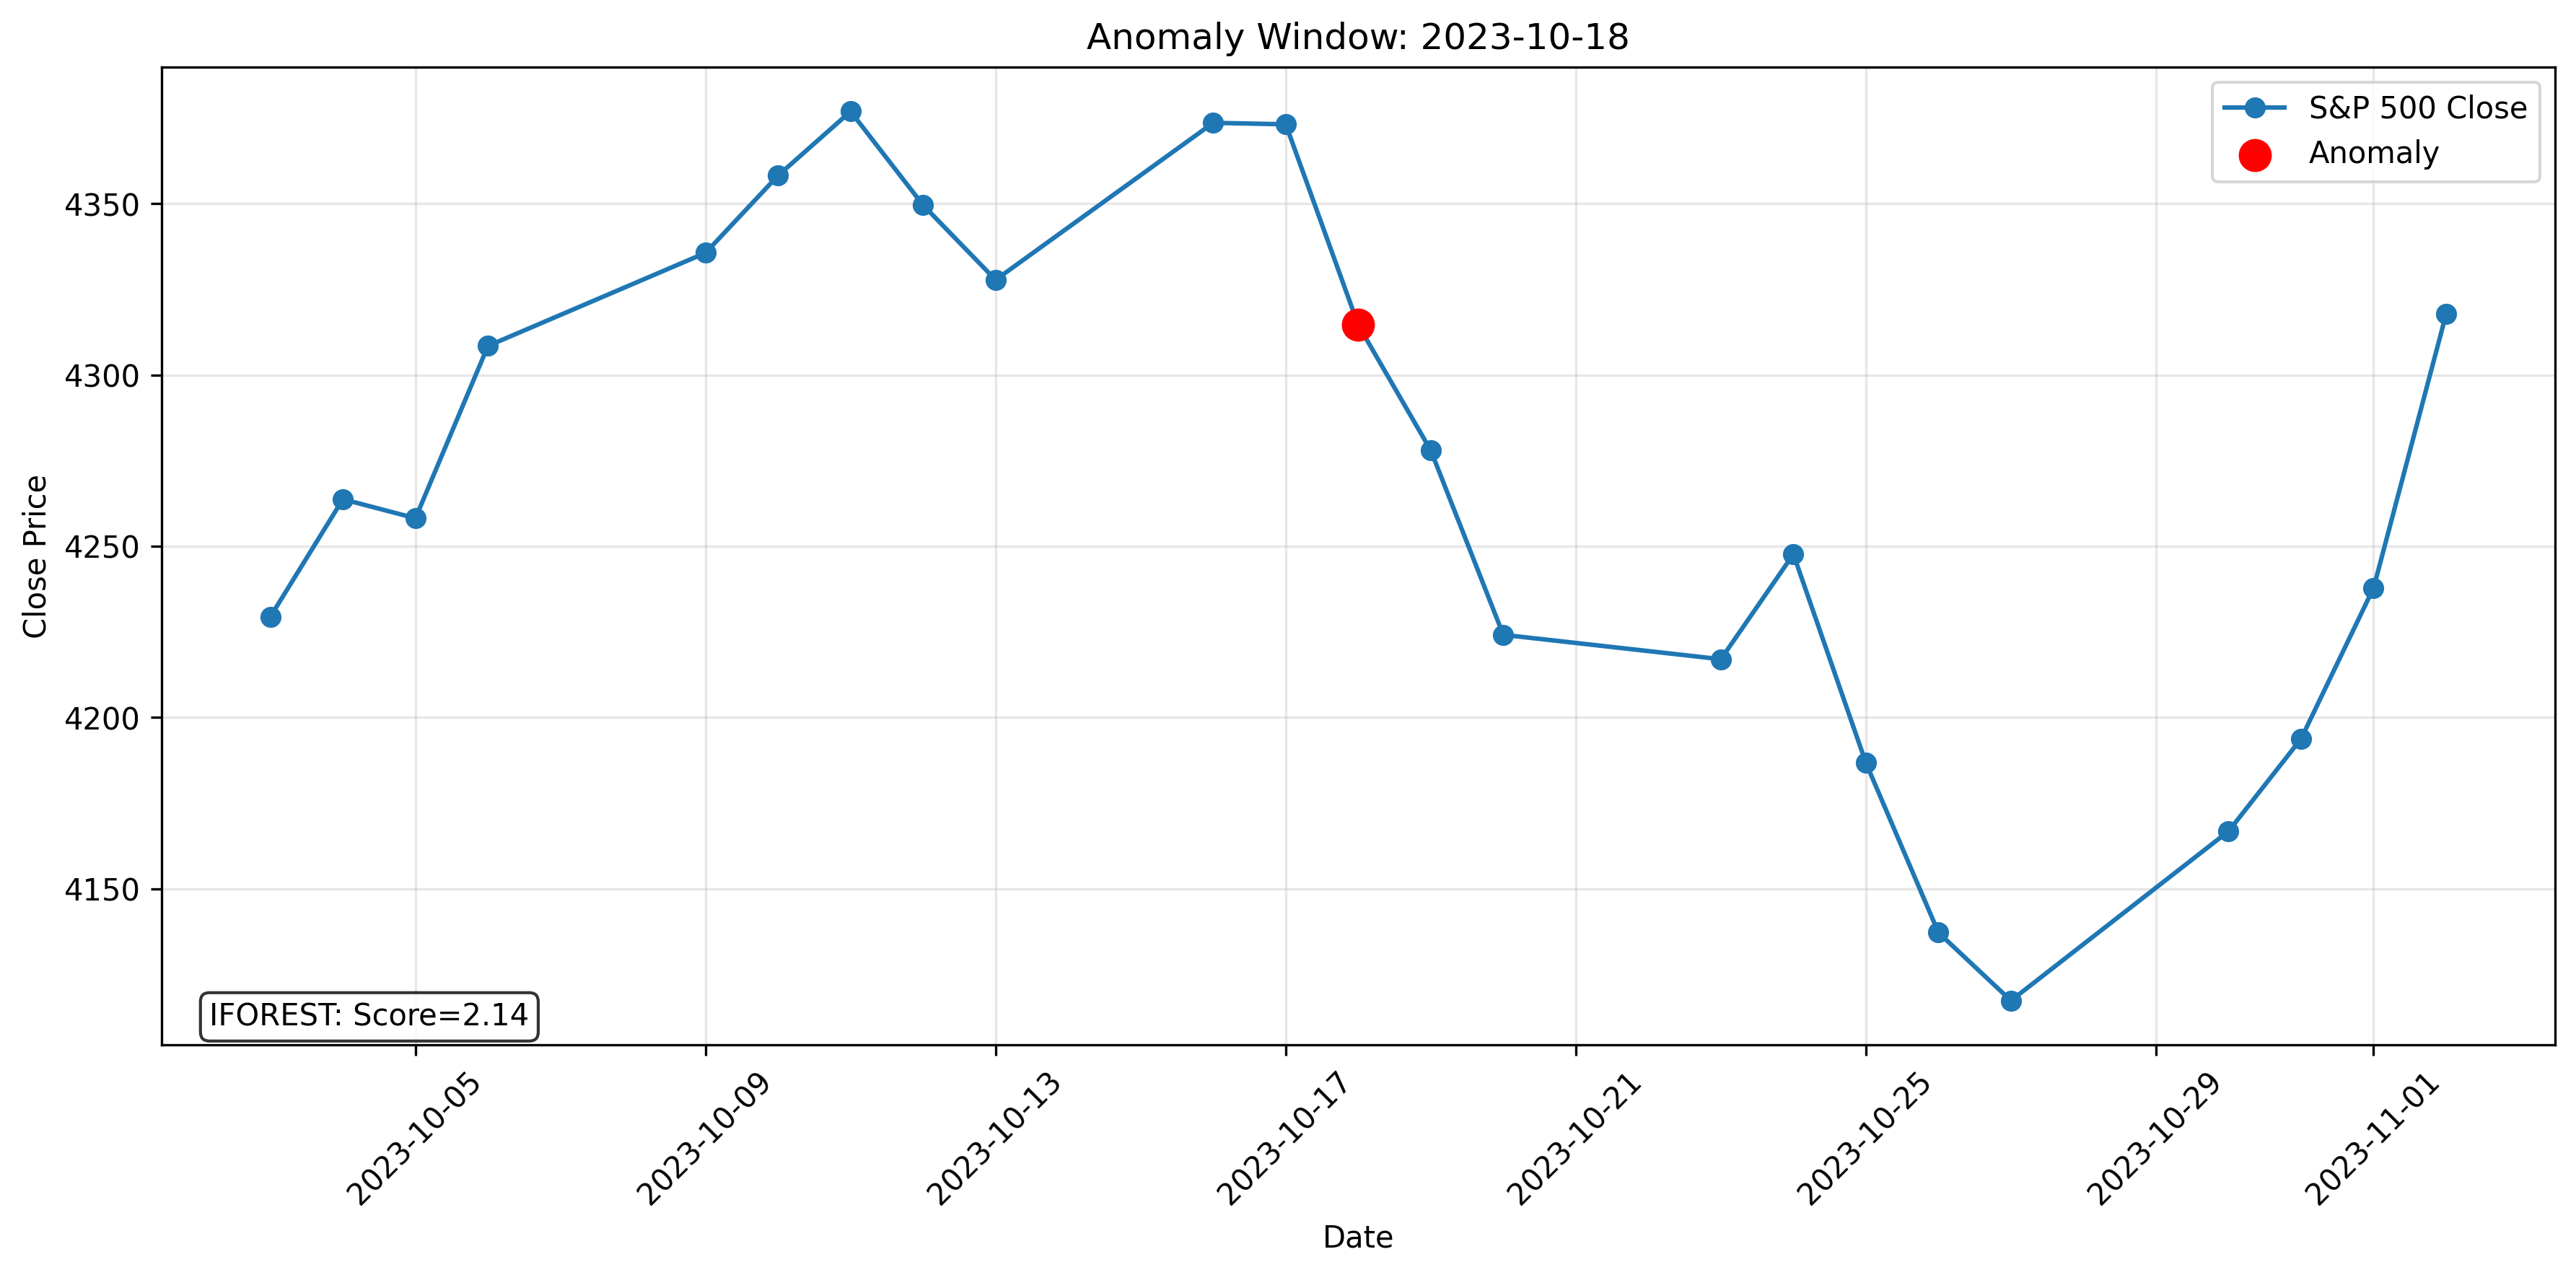 Anomaly Window: 2023-10-18
S&P 500 Close
Anomaly
Close Price
4350
4300
4250
4200
4150
IFOREST: Score=2.14
2023-10-05
2023-10-09
2023-10-13
2023-10-17
2023-10-21
2023-10-25
2023-10-29
2023-11-01
Date